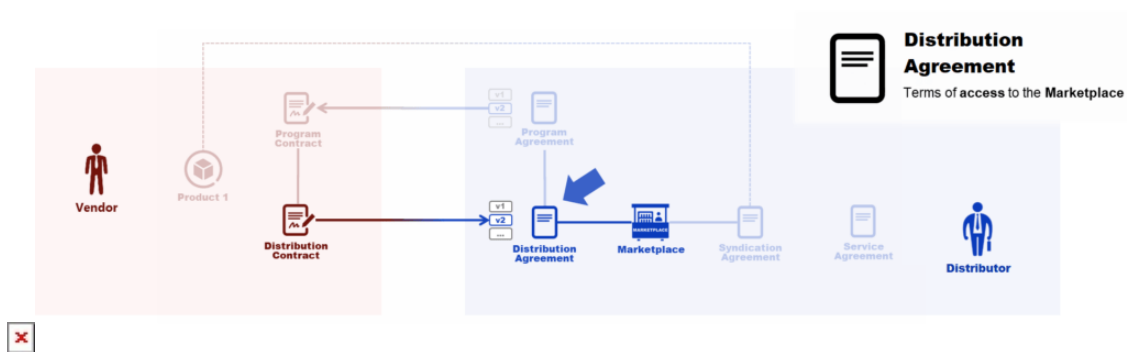 Distribution
Agreement
Terms of access to the Marketplace
v1
v2
...
Program
Contract
Program
Agreement
Product 1
Vendor
v1
v2
...
MARKETPLACE
Distribution
Contract
Distribution
Agreement
Marketplace
Syndication
Agreement
Service
Agreement
Distributor